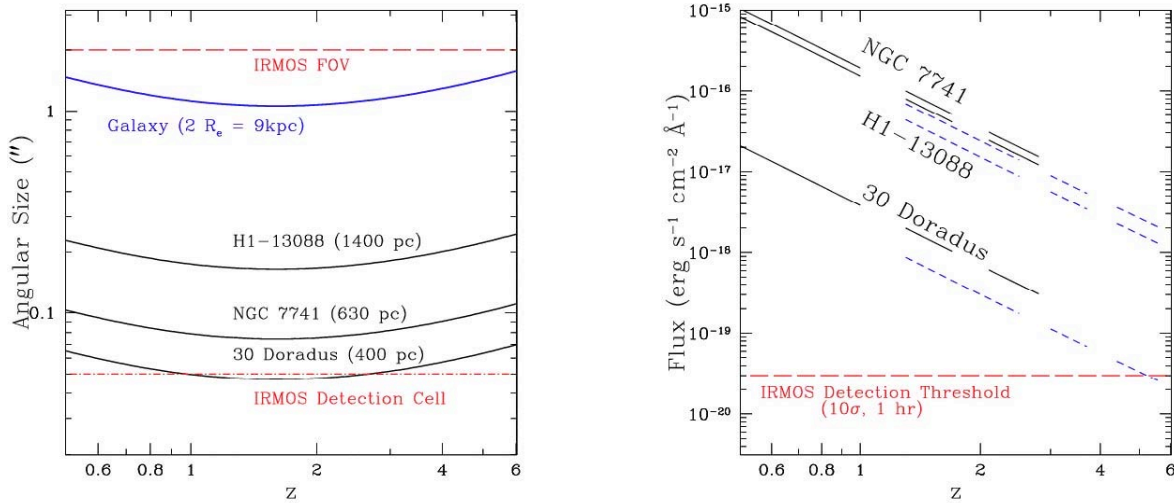 IRMOS FOV
1
Galaxy (2 Rₑ = 9kpc)
H1-13088 (1400 pc)
NGC 7741 (630 pc)
0.1
30 Doradus (400 pc)
IRMOS Detection Cell
Angular Size (″)
0.6 0.8 1 2 4 6
z
10⁻¹⁵
NGC 7741
10⁻¹⁶
H1-13088
10⁻¹⁷
30 Doradus
10⁻¹⁸
10⁻¹⁹
IRMOS Detection Threshold
(10σ, 1 hr)
10⁻²⁰
Flux (erg s⁻¹ cm⁻² Å⁻¹)
0.6 0.8 1 2 4 6
z